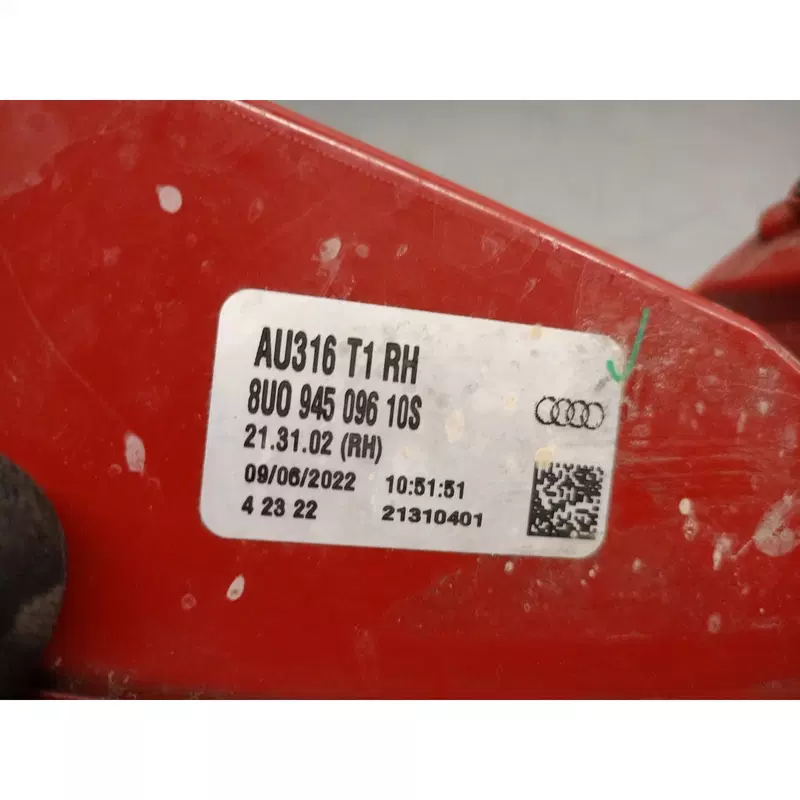 AU316 T1 RH
8U0 945 096 10S
21.31.02 (RH)
09/06/2022 10:51:51
4 23 22 21310401